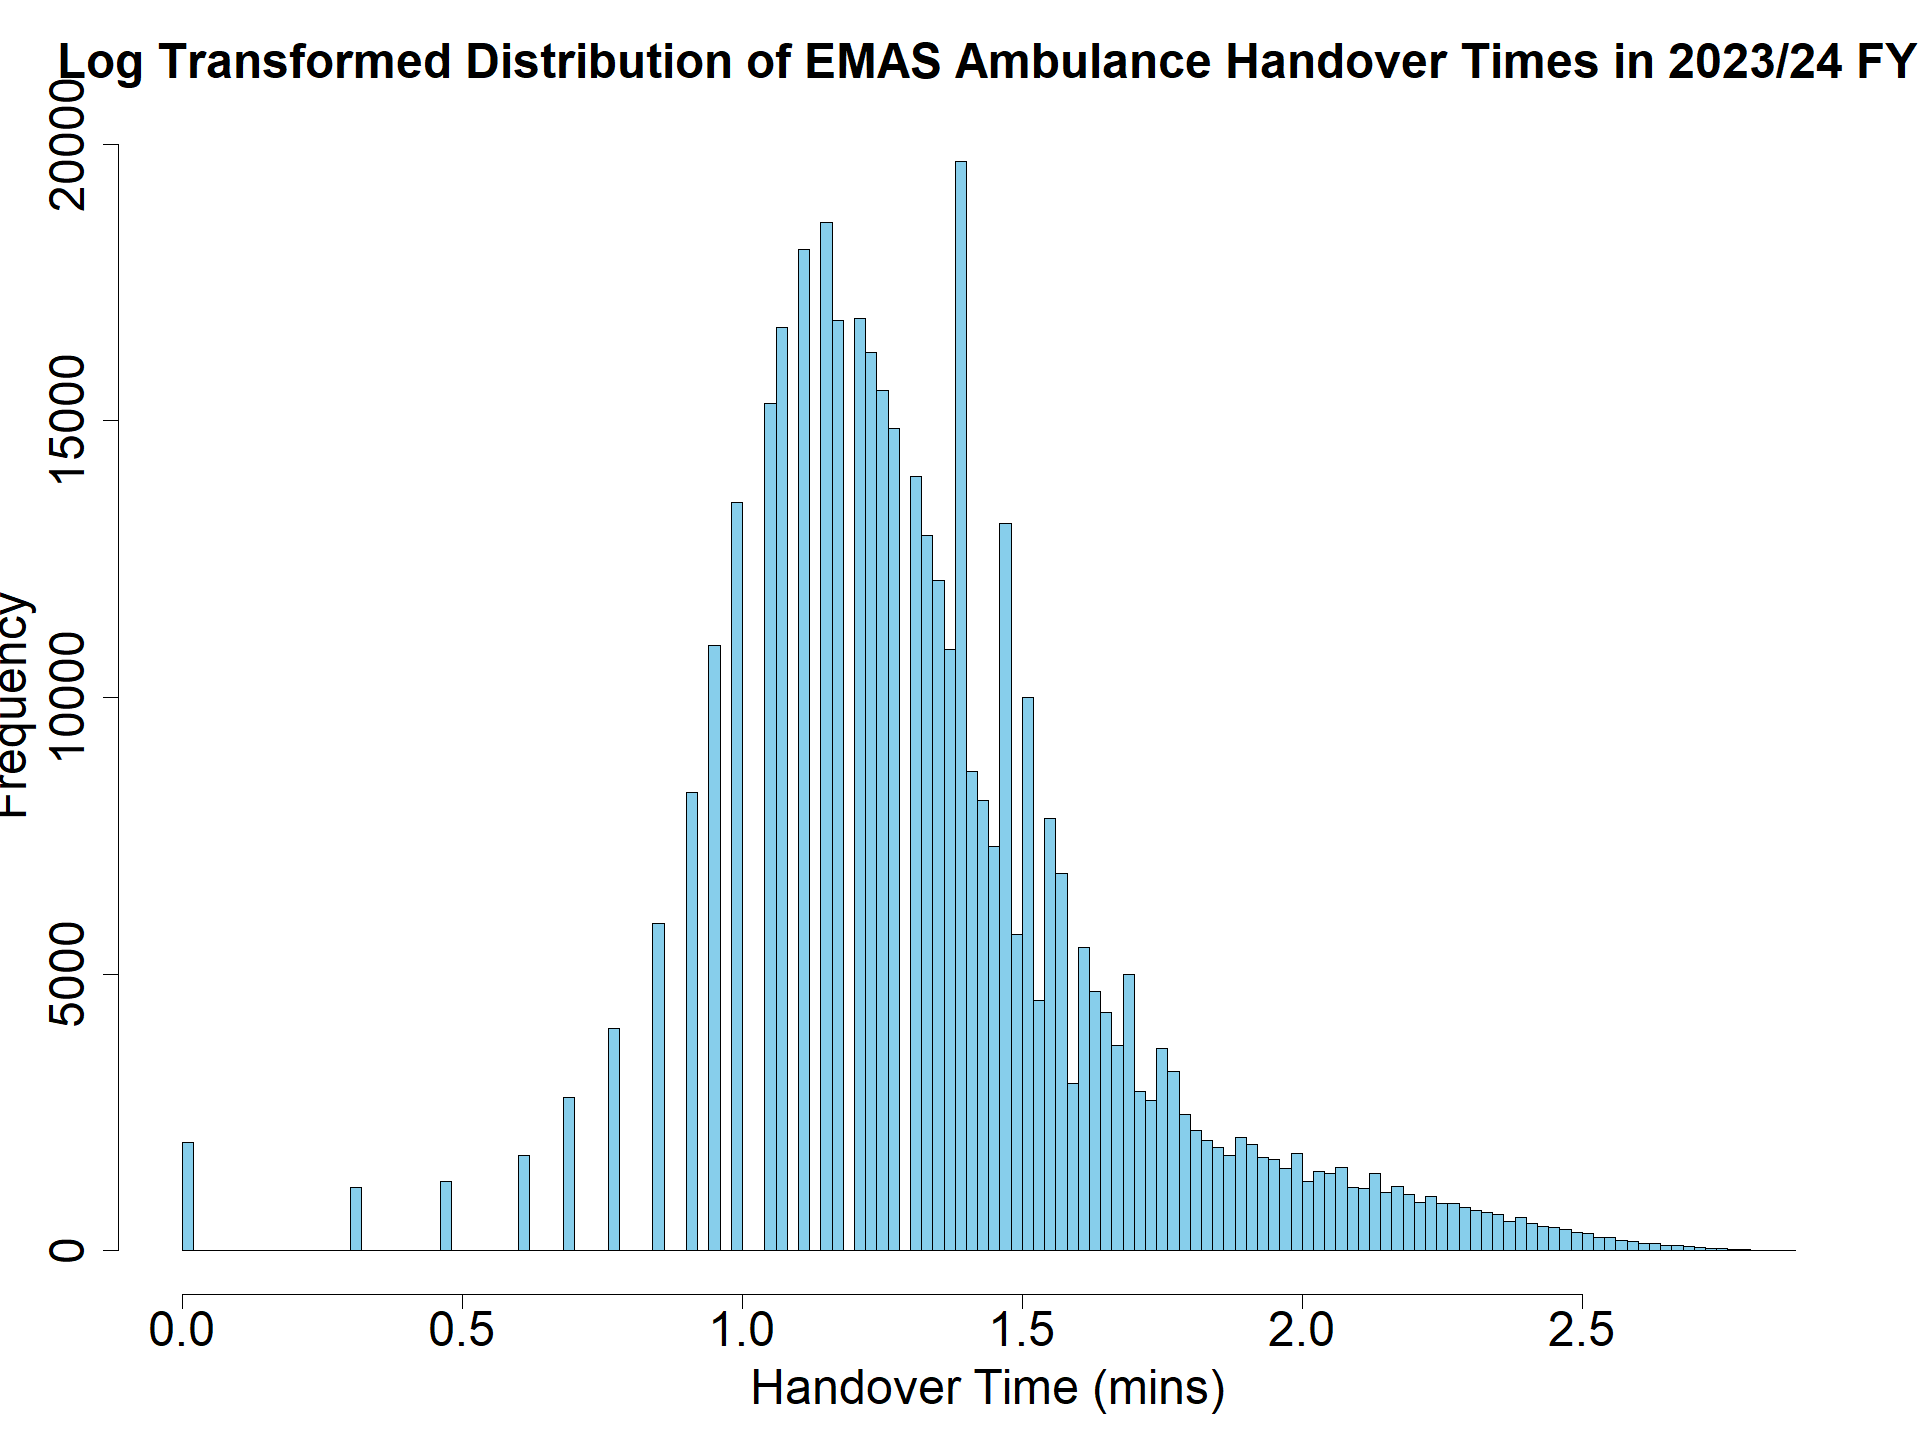 Log Transformed Distribution of EMAS Ambulance Handover Times in 2023/24 FY
20000
15000
10000
5000
0
Frequency
0.0 0.5 1.0 1.5 2.0 2.5
Handover Time (mins)